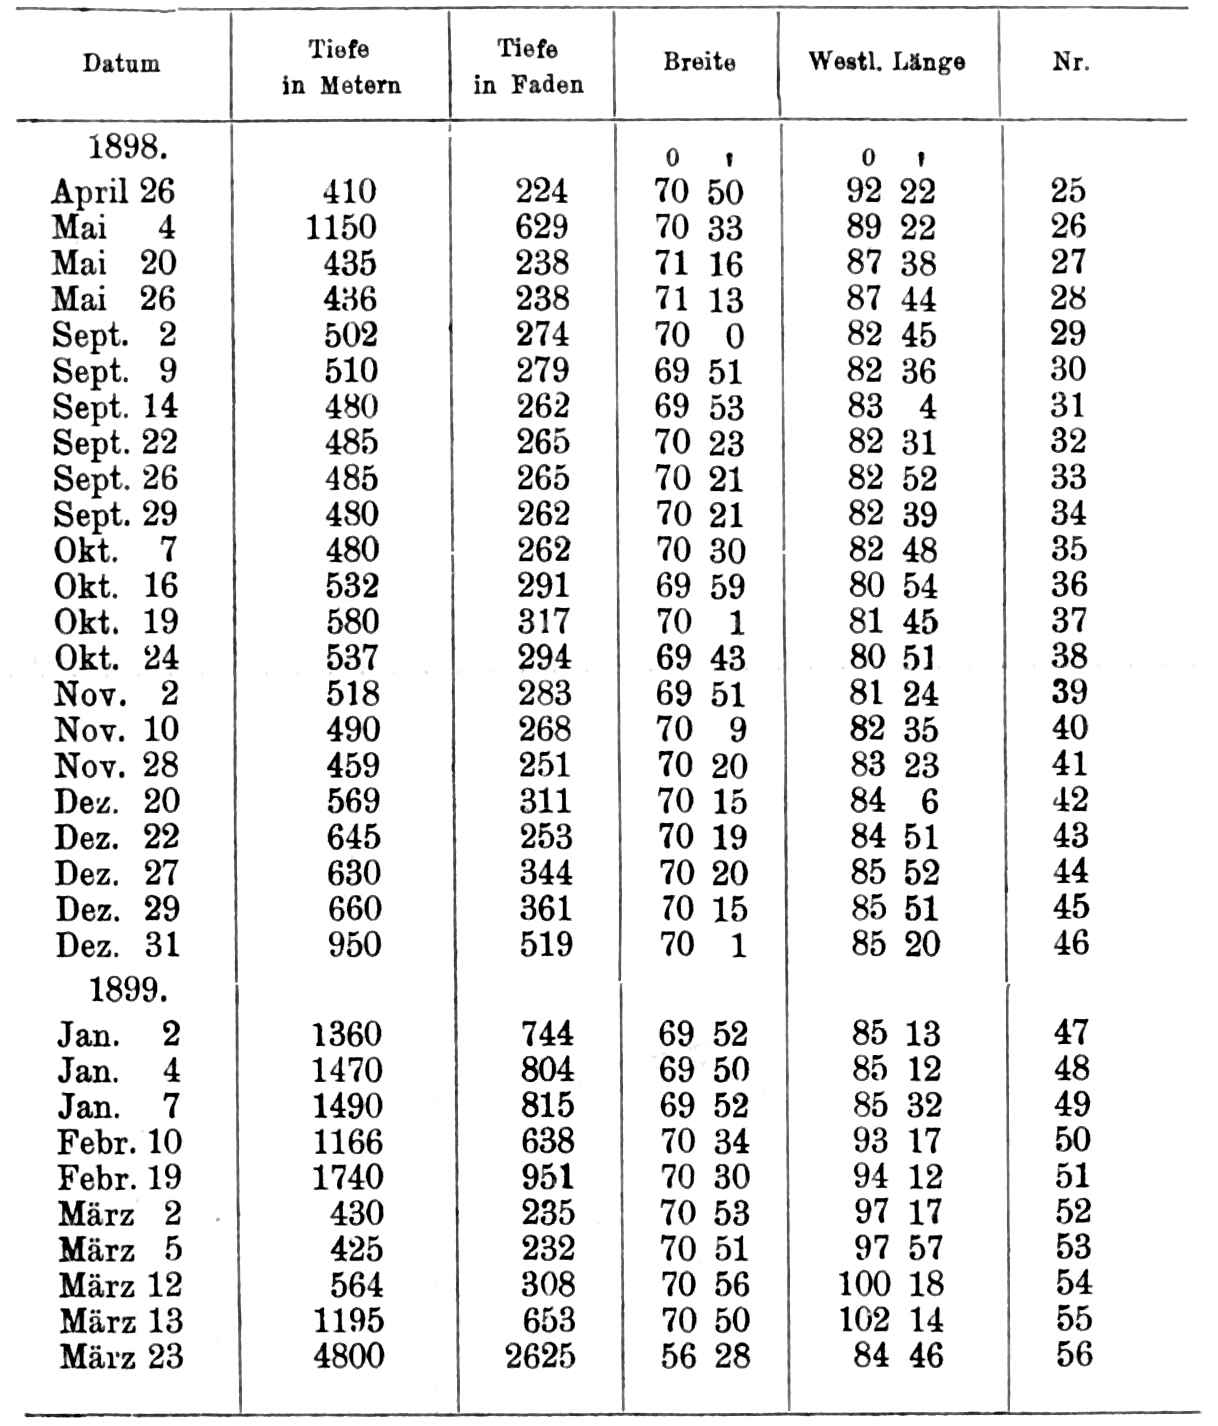 Datum Tiefe in Metern Tiefe in Faden Breite Westl. Länge Nr.
1898.
0 ' 0 '
April 26 410 224 70 50 92 22 25
Mai 4 1150 629 70 33 89 22 26
Mai 20 435 238 71 16 87 38 27
Mai 26 436 238 71 13 87 44 28
Sept. 2 502 274 70 0 82 45 29
Sept. 9 510 279 69 51 82 36 30
Sept. 14 480 262 69 53 83 4 31
Sept. 22 485 265 70 23 82 31 32
Sept. 26 485 265 70 21 82 52 33
Sept. 29 480 262 70 21 82 39 34
Okt. 7 480 262 70 30 82 48 35
Okt. 16 532 291 69 59 80 54 36
Okt. 19 580 317 70 1 81 45 37
Okt. 24 537 294 69 43 80 51 38
Nov. 2 518 283 69 51 81 24 39
Nov. 10 490 268 70 9 82 35 40
Nov. 28 459 251 70 20 83 23 41
Dez. 20 569 311 70 15 84 6 42
Dez. 22 645 253 70 19 84 51 43
Dez. 27 630 344 70 20 85 52 44
Dez. 29 660 361 70 15 85 51 45
Dez. 31 950 519 70 1 85 20 46
1899.
Jan. 2 1360 744 69 52 85 13 47
Jan. 4 1470 804 69 50 85 12 48
Jan. 7 1490 815 69 52 85 32 49
Febr. 10 1166 638 70 34 93 17 50
Febr. 19 1740 951 70 30 94 12 51
März 2 430 235 70 53 97 17 52
März 5 425 232 70 51 97 57 53
März 12 564 308 70 56 100 18 54
März 13 1195 653 70 50 102 14 55
März 23 4800 2625 56 28 84 46 56